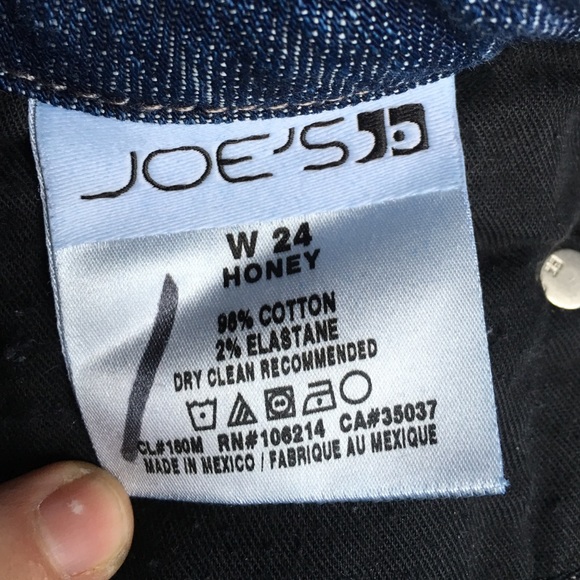 JOE'S
W 24
HONEY
98% COTTON
2% ELASTANE
DRY CLEAN RECOMMENDED
CL#160M RN#106214 CA#35037
MADE IN MEXICO / FABRIQUE AU MEXIQUE